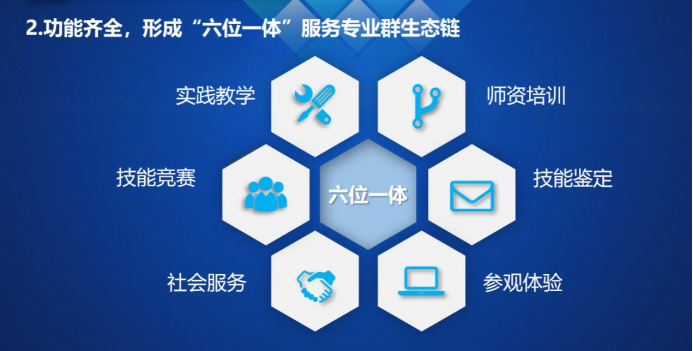 2.功能齐全，形成“六位一体”服务专业群生态链
实践教学
师资培训
技能竞赛
六位一体
技能鉴定
社会服务
参观体验